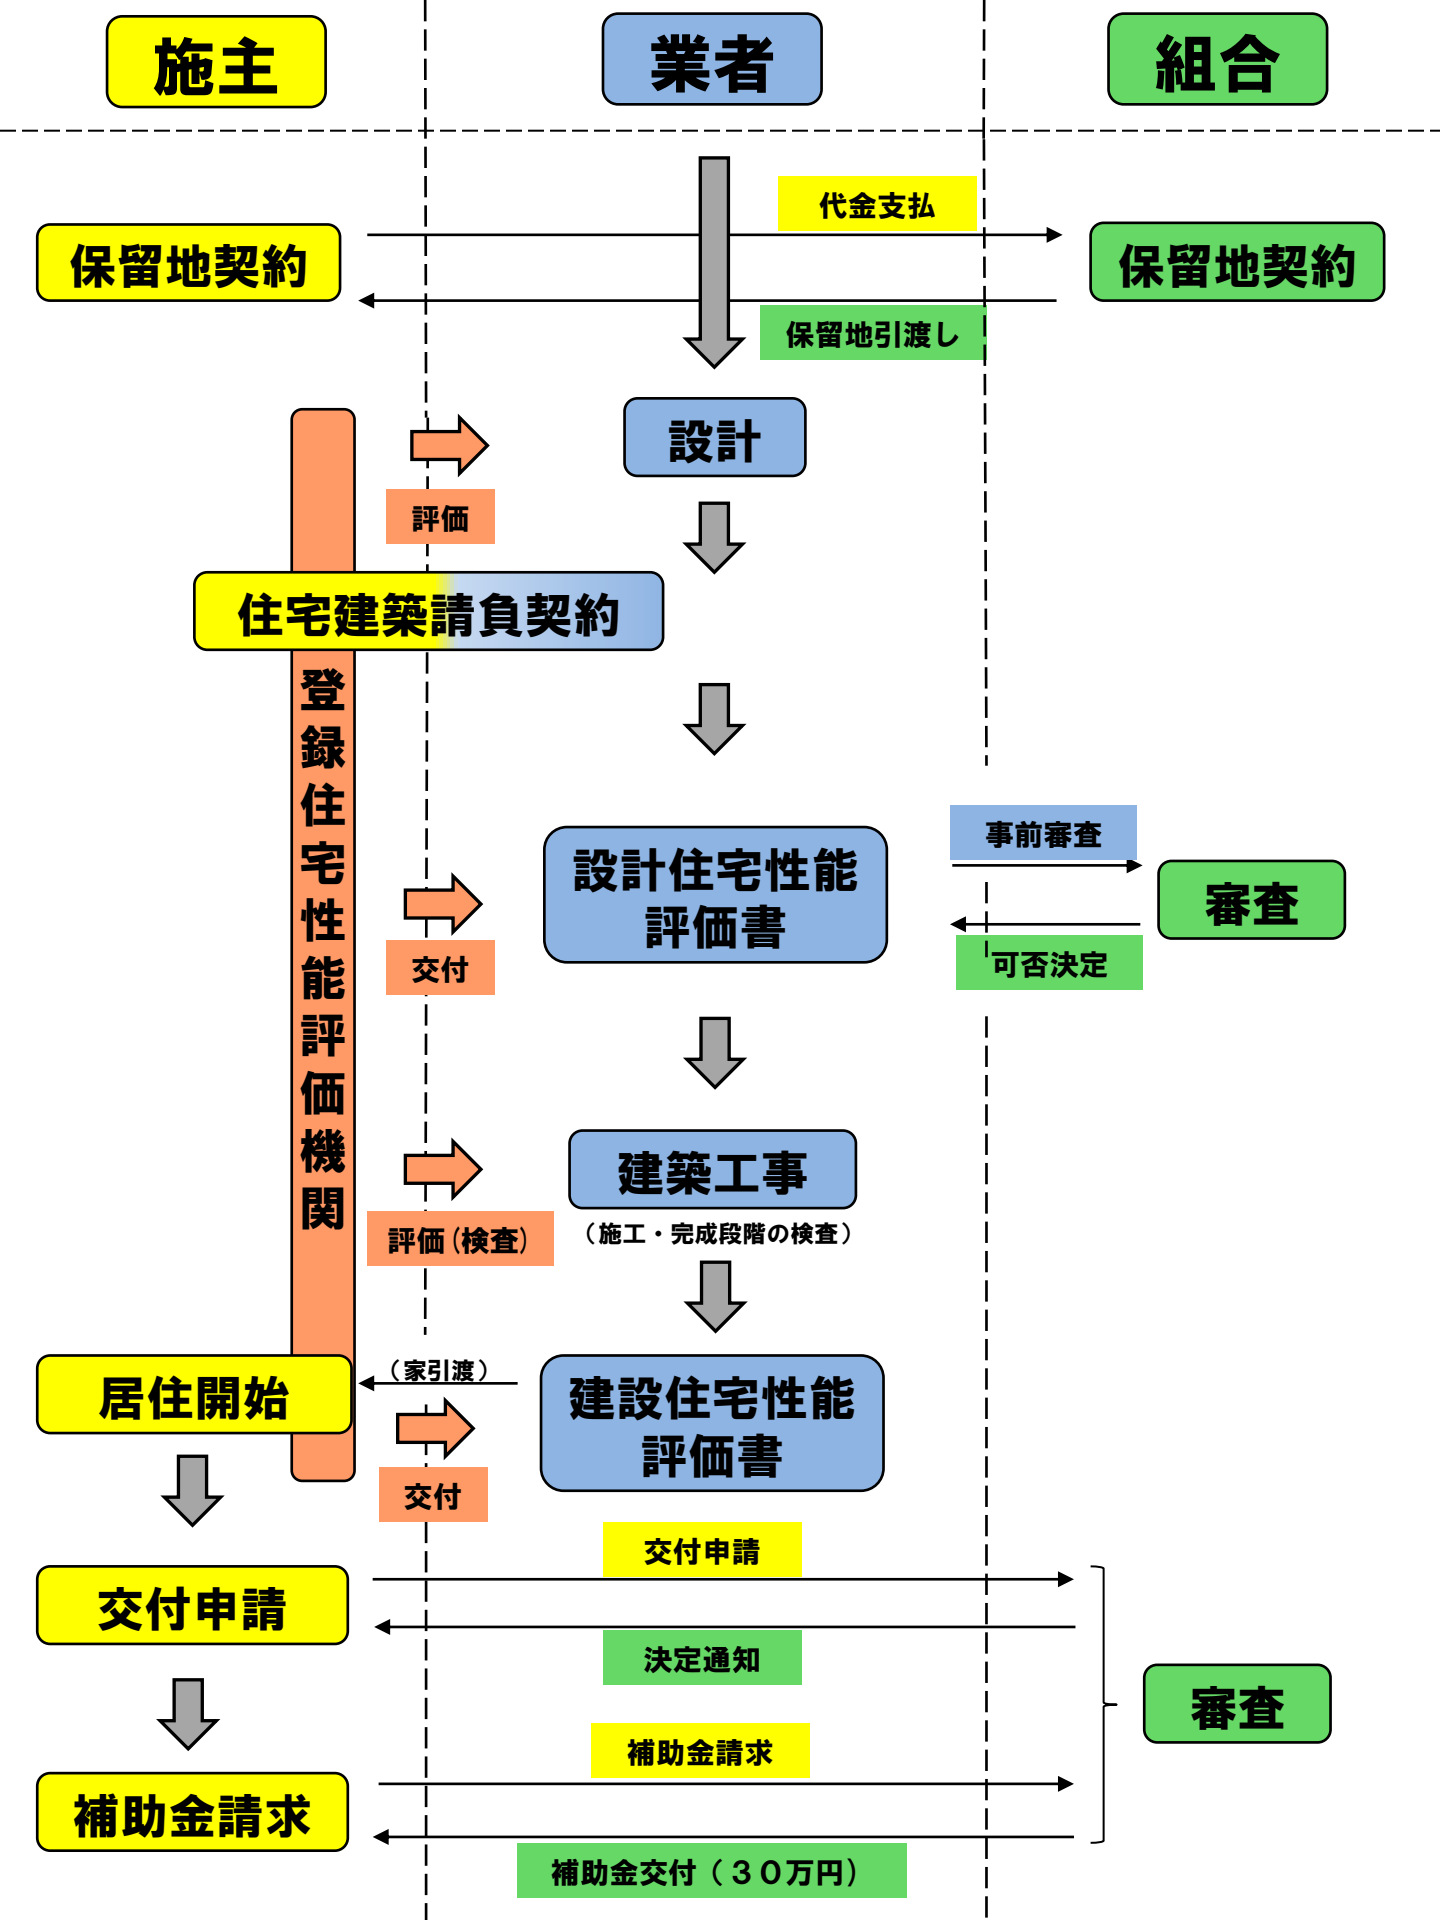 施主
業者
組合
代金支払
保留地契約
保留地契約
保留地引渡し
設計
評価
住宅建築請負契約
登録住宅性能評価機関
事前審査
設計住宅性能
評価書
審査
交付
可否決定
建築工事
評価(検査)
（施工・完成段階の検査）
（家引渡）
居住開始
建設住宅性能
評価書
交付
交付申請
交付申請
決定通知
審査
補助金請求
補助金請求
補助金交付（３０万円）